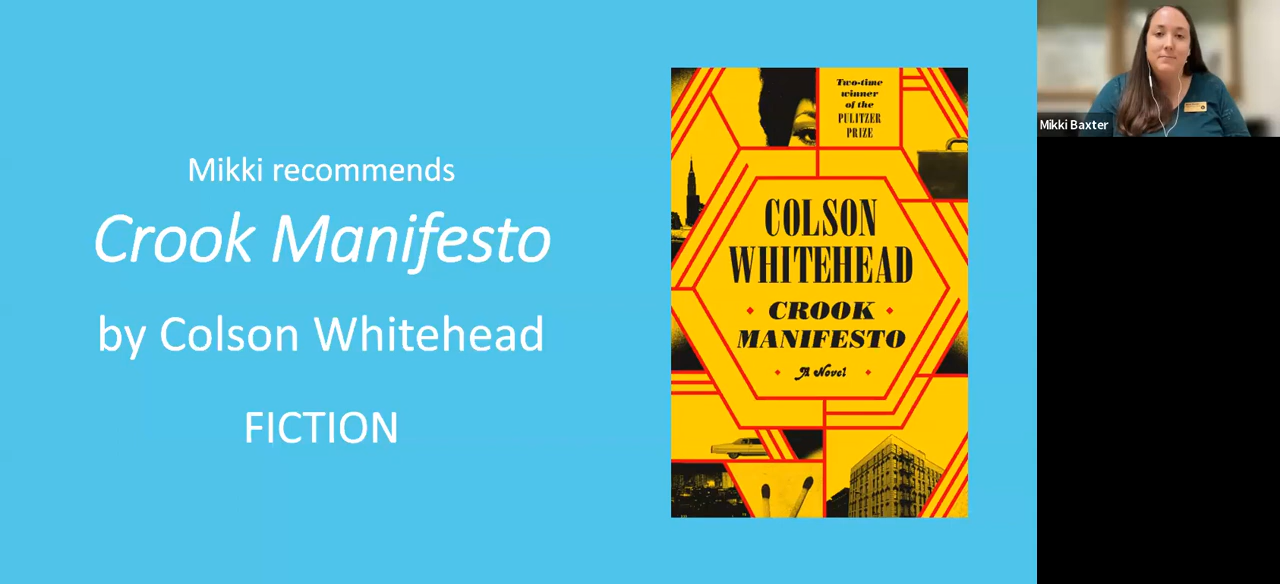 Mikki recommends
Crook Manifesto
by Colson Whitehead
FICTION
Two-time
winner
of the
PULITZER
PRIZE
COLSON
WHITEHEAD
CROOK
MANIFESTO
A Novel
Mikki Baxter